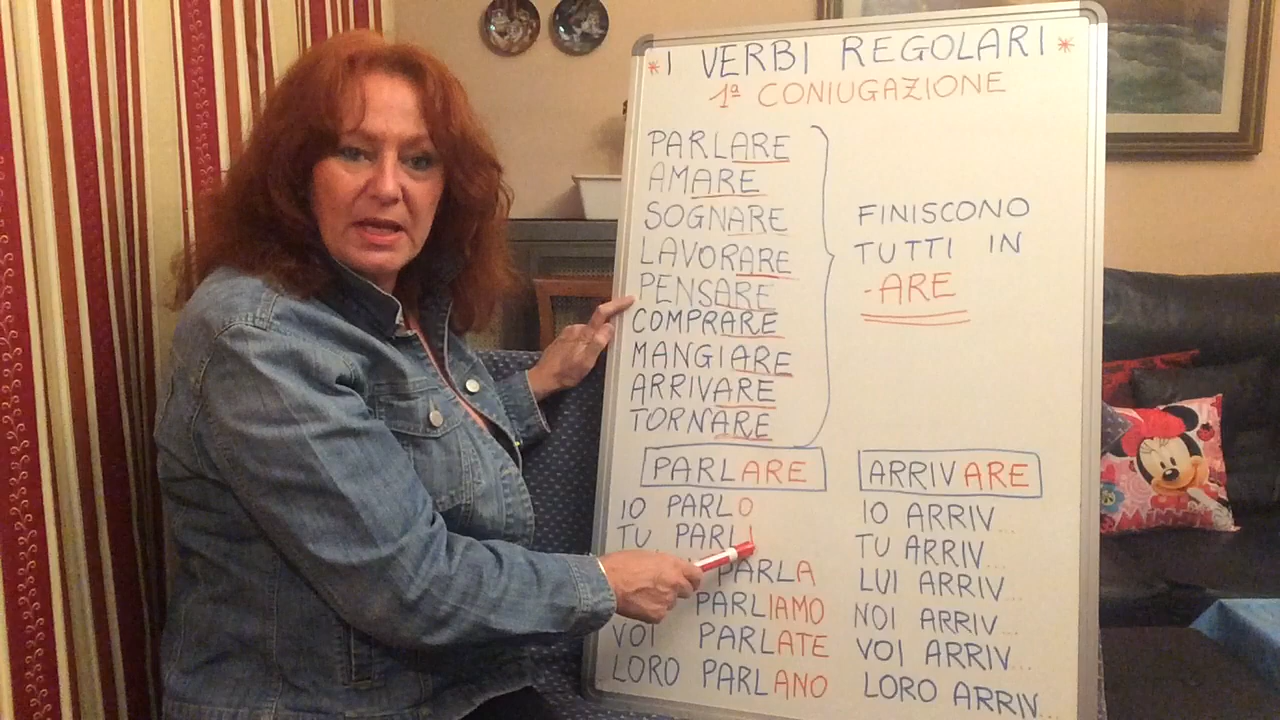 * I VERBI REGOLARI *
1ª CONIUGAZIONE
PARLARE
AMARE
SOGNARE
LAVORARE
PENSARE
COMPRARE
MANGIARE
ARRIVARE
TORNARE
FINISCONO
TUTTI IN
-ARE
PARLARE
IO PARLO
TU PARLI
PARLA
PARLIAMO
VOI PARLATE
LORO PARLANO
ARRIVARE
IO ARRIV...
TU ARRIV...
LUI ARRIV...
NOI ARRIV...
VOI ARRIV...
LORO ARRIV...